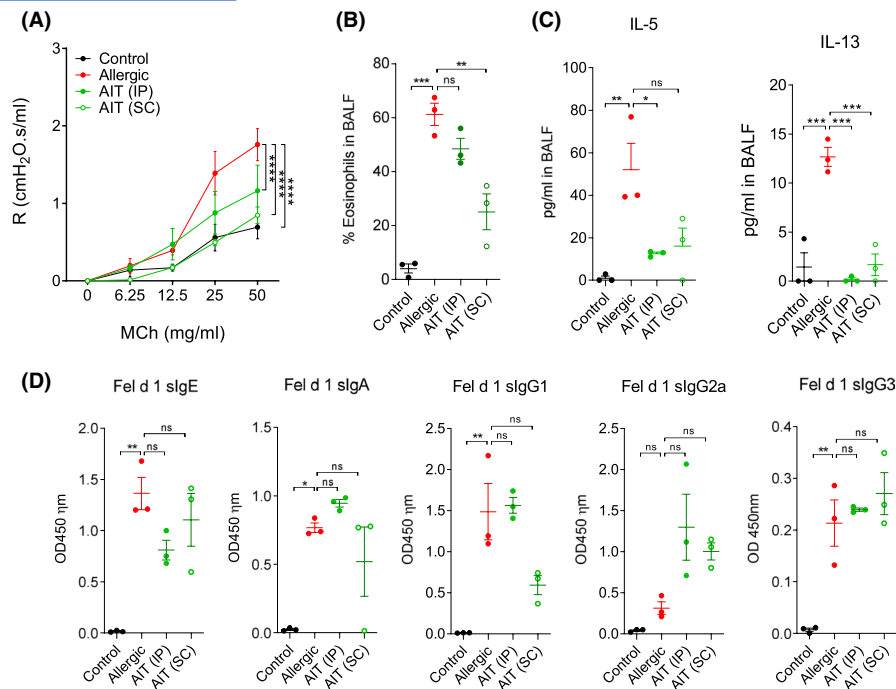 (A)
R (cmH2O.s/ml)
3
2
1
0
Control
Allergic
AIT (IP)
AIT (SC)
****
****
****
0 6.25 12.5 25 50
MCh (mg/ml)
(B)
% Eosinophils in BALF
80
60
40
20
0
*** ns
**
Control Allergic AIT (IP) AIT (SC)
(C)
IL-5
pg/ml in BALF
100
80
60
40
20
0
ns
** *
Control Allergic AIT (IP) AIT (SC)
IL-13
pg/ml in BALF
20
15
10
5
0
***
*** ***
Control Allergic AIT (IP) AIT (SC)
(D)
Fel d 1 sIgE
OD450 ηm
2.0
1.5
1.0
0.5
0.0
ns
** ns
Control Allergic AIT (IP) AIT (SC)
Fel d 1 sIgA
OD450 ηm
1.5
1.0
0.5
0.0
ns
* ns
Control Allergic AIT (IP) AIT (SC)
Fel d 1 sIgG1
OD450 ηm
2.5
2.0
1.5
1.0
0.5
0.0
ns
** ns
Control Allergic AIT (IP) AIT (SC)
Fel d 1 sIgG2a
OD450 ηm
2.5
2.0
1.5
1.0
0.5
0.0
ns
ns ns
Control Allergic AIT (IP) AIT (SC)
Fel d 1 sIgG3
OD 450nm
0.4
0.3
0.2
0.1
0.0
ns
** ns
Control Allergic AIT (IP) AIT (SC)